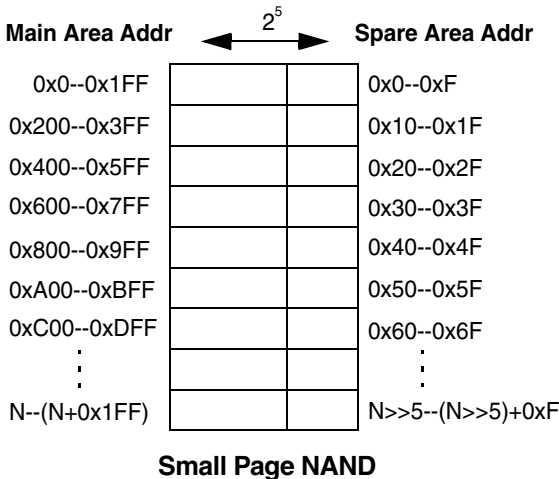 2^5
Main Area Addr Spare Area Addr
0x0--0x1FF 0x0--0xF
0x200--0x3FF 0x10--0x1F
0x400--0x5FF 0x20--0x2F
0x600--0x7FF 0x30--0x3F
0x800--0x9FF 0x40--0x4F
0xA00--0xBFF 0x50--0x5F
0xC00--0xDFF 0x60--0x6F
N--(N+0x1FF) N>>5--(N>>5)+0xF
Small Page NAND